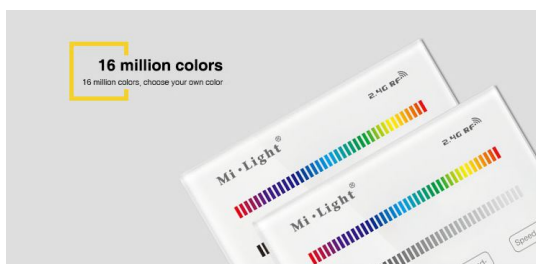 16 million colors
16 million colors, choose your own color
2.4G RF
Mi·Light®
2.4G RF
Mi·Light®
Speed